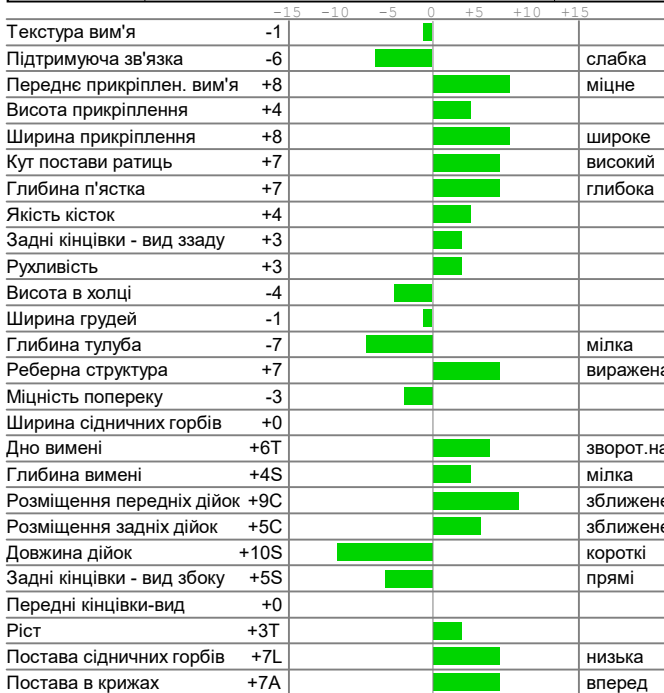 -15 -10 -5 0 +5 +10 +15
Текстура вим'я -1
Підтримуюча зв'язка -6 слабка
Переднє прикріплен. вим'я +8 міцне
Висота прикріплення +4
Ширина прикріплення +8 широке
Кут постави ратиць +7 високий
Глибина п'ястка +7 глибока
Якість кісток +4
Задні кінцівки - вид ззаду +3
Рухливість +3
Висота в холці -4
Ширина грудей -1
Глибина тулуба -7 мілка
Реберна структура +7 виражена
Міцність попереку -3
Ширина сідничних горбів +0
Дно вимені +6T зворот.на
Глибина вимені +4S мілка
Розміщення передніх дійок +9C зближене
Розміщення задніх дійок +5C зближене
Довжина дійок +10S короткі
Задні кінцівки - вид збоку +5S прямі
Передні кінцівки-вид +0
Ріст +3T
Постава сідничних горбів +7L низька
Постава в крижах +7A вперед